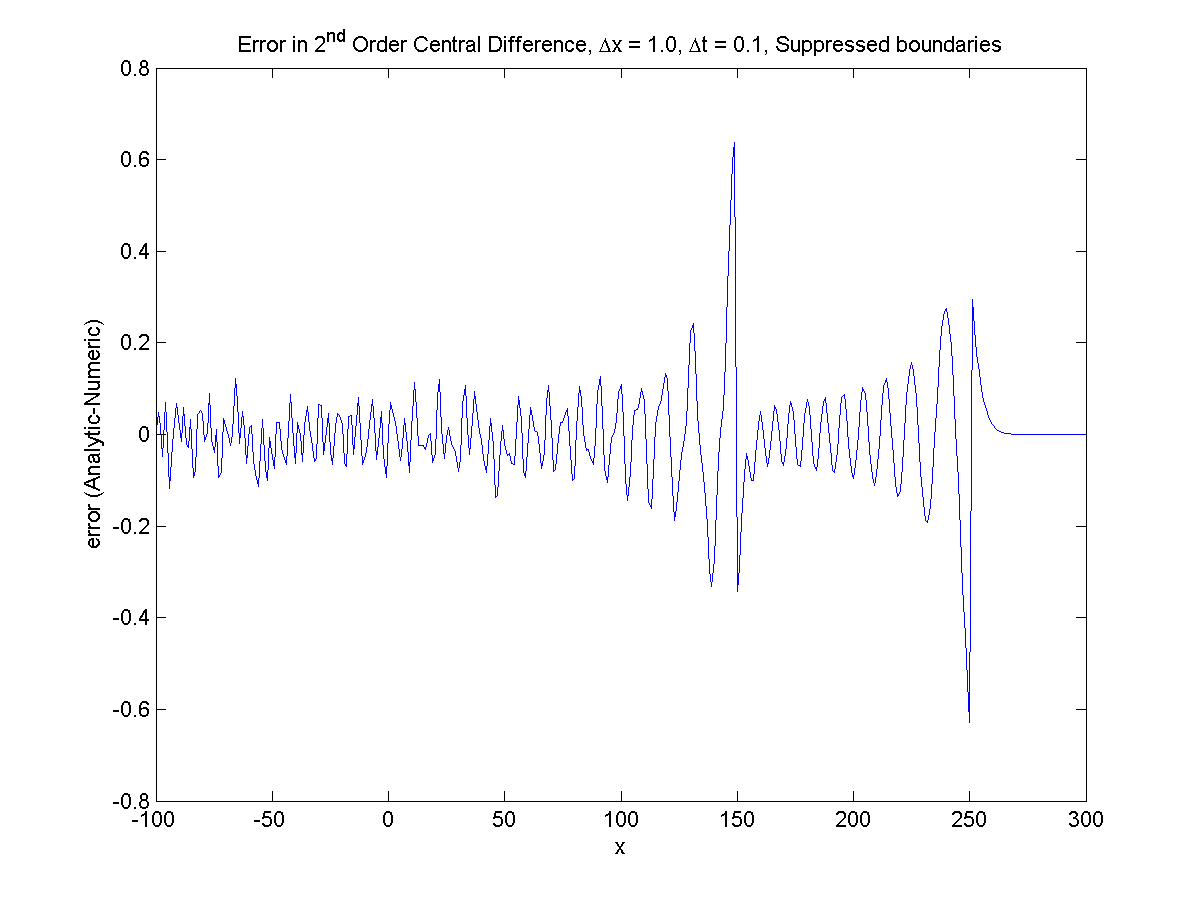 Error in 2nd Order Central Difference, Δx = 1.0, Δt = 0.1, Suppressed boundaries
0.8
0.6
0.4
0.2
0
-0.2
-0.4
-0.6
-0.8
error (Analytic-Numeric)
-100 -50 0 50 100 150 200 250 300
x